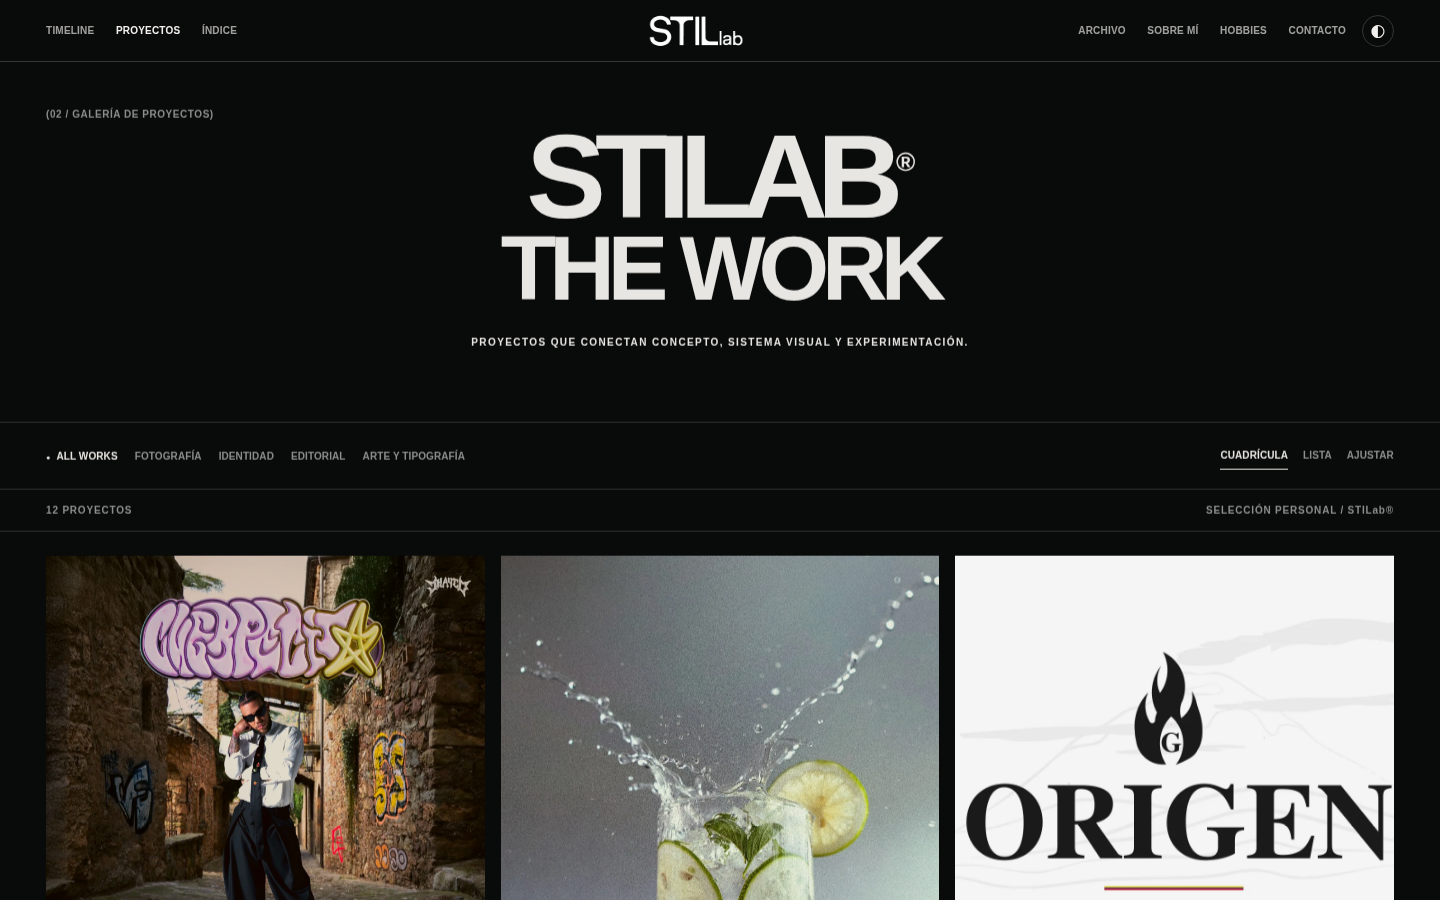 TIMELINE PROYECTOS ÍNDICE
STILlab
ARCHIVO SOBRE MÍ HOBBIES CONTACTO
(02 / GALERÍA DE PROYECTOS)
STILAB®
THE WORK
PROYECTOS QUE CONECTAN CONCEPTO, SISTEMA VISUAL Y EXPERIMENTACIÓN.
• ALL WORKS FOTOGRAFÍA IDENTIDAD EDITORIAL ARTE Y TIPOGRAFÍA
CUADRÍCULA LISTA AJUSTAR
12 PROYECTOS
SELECCIÓN PERSONAL / STILab®
G
ORIGEN